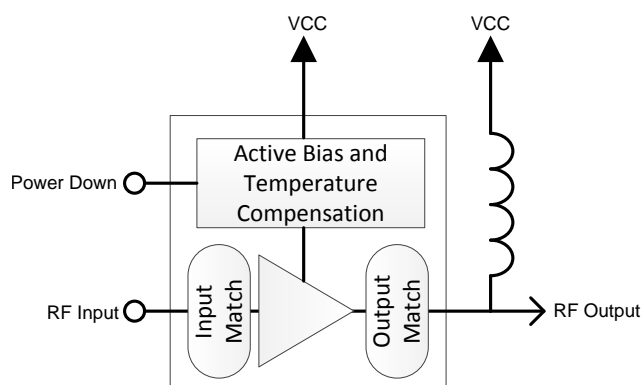 VCC
VCC
Active Bias and
Temperature
Compensation
Power Down
RF Input
Input
Match
Output
Match
RF Output